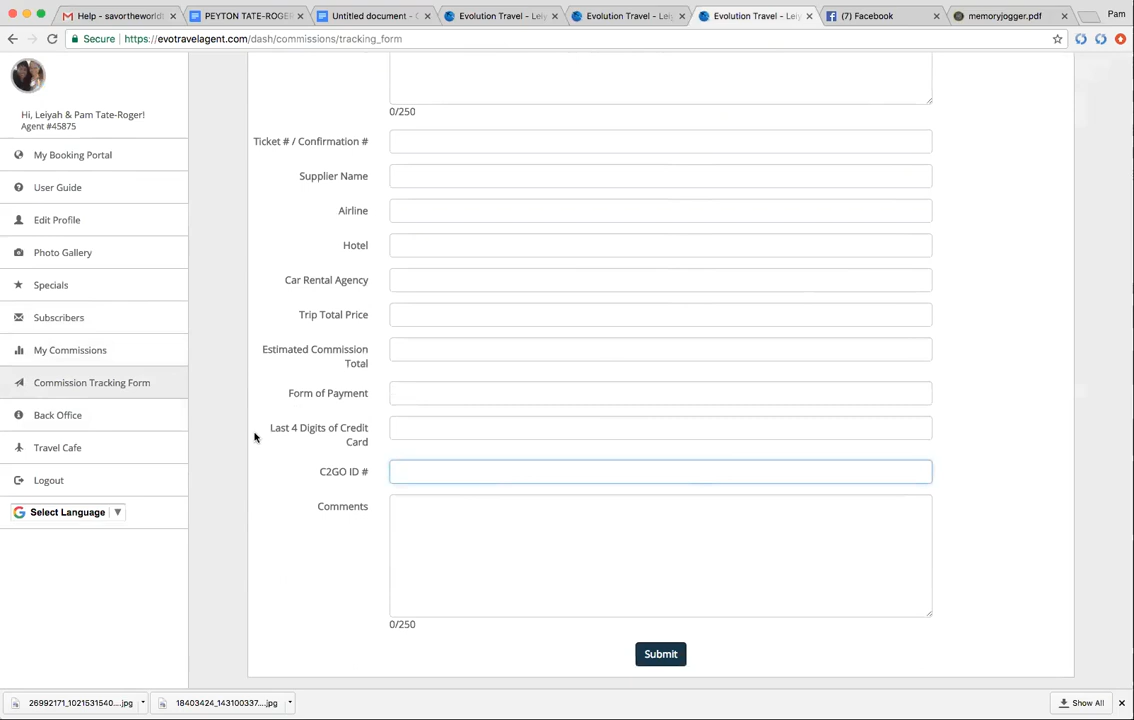 Help - savortheworld
PEYTON TATE-ROGER
Untitled document - G
Evolution Travel - Leiy
Evolution Travel - Leiy
Evolution Travel - Leiy
(7) Facebook
memoryjogger.pdf
Pam
Secure
https://evotravelagent.com/dash/commissions/tracking_form
Hi, Leiyah & Pam Tate-Roger!
Agent #45875
My Booking Portal
User Guide
Edit Profile
Photo Gallery
Specials
Subscribers
My Commissions
Commission Tracking Form
Back Office
Travel Cafe
Logout
Select Language ▼
0/250
Ticket # / Confirmation #
Supplier Name
Airline
Hotel
Car Rental Agency
Trip Total Price
Estimated Commission
Total
Form of Payment
Last 4 Digits of Credit
Card
C2GO ID #
Comments
0/250
Submit
26992171_1021531540....jpg
18403424_143100337....jpg
Show All